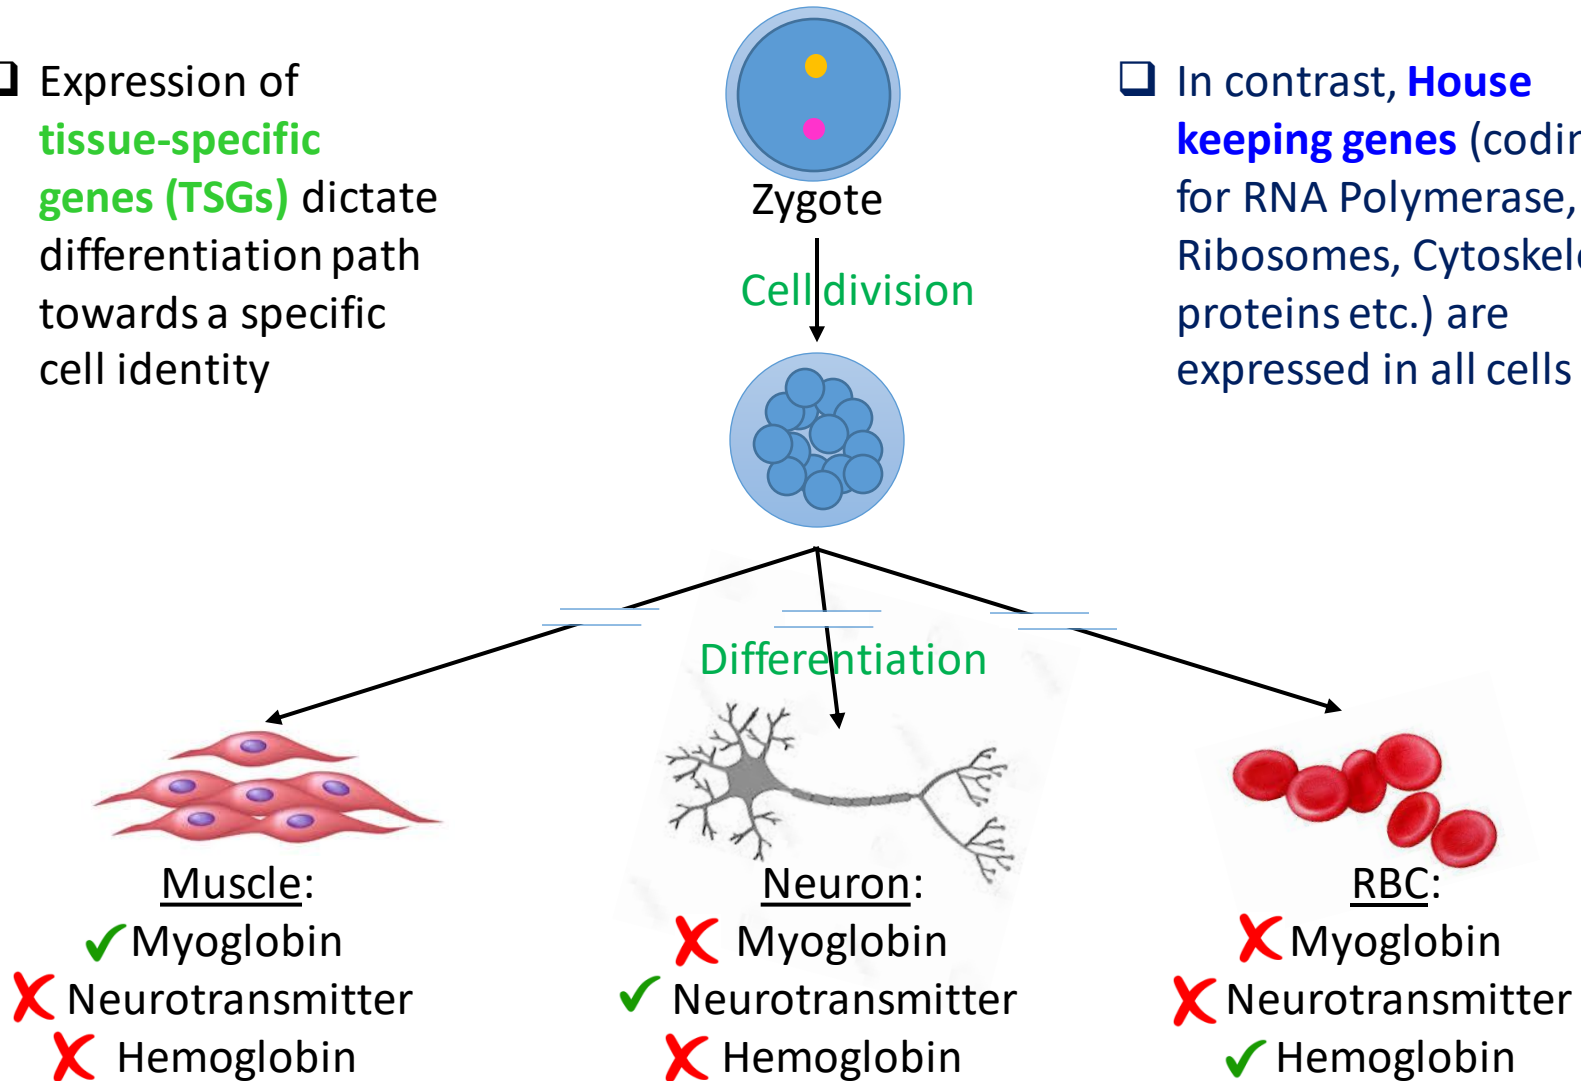 Expression of
tissue-specific
genes (TSGs) dictate
differentiation path
towards a specific
cell identity
Zygote
Cell division
In contrast, House
keeping genes (codin
for RNA Polymerase,
Ribosomes, Cytoskele
proteins etc.) are
expressed in all cells
Differentiation
Muscle:
Myoglobin
Neurotransmitter
Hemoglobin
Neuron:
Myoglobin
Neurotransmitter
Hemoglobin
RBC:
Myoglobin
Neurotransmitter
Hemoglobin